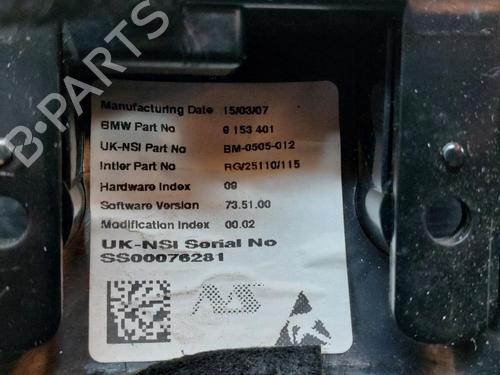 B-PARTS
Manufacturing Date 15/03/07
BMW Part No 9 153 401
UK-NSI Part No BM-0505-012
Intier Part No RG/25110/115
Hardware Index 09
Software Version 73.51.00
Modification Index 00.02
UK-NSI Serial No
SS00076281